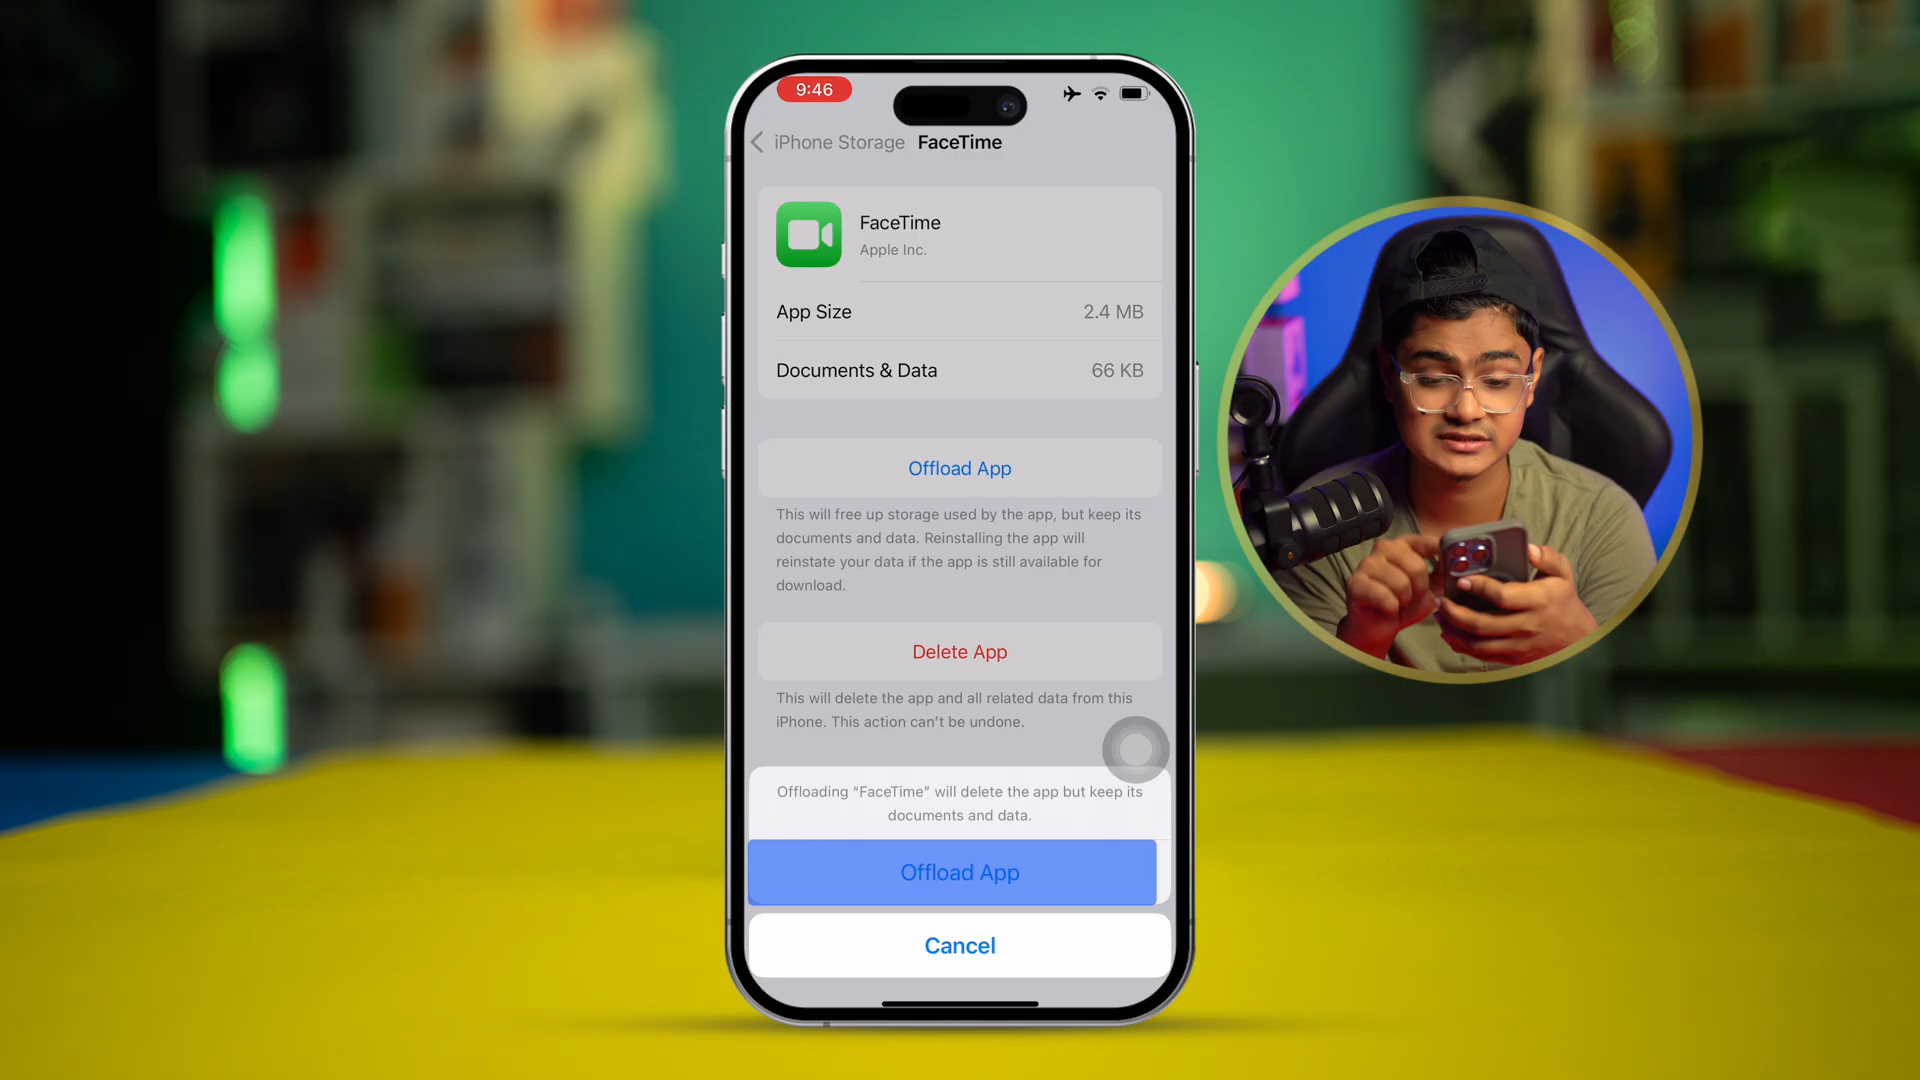 9:46
iPhone Storage FaceTime
FaceTime
Apple Inc.
App Size 2.4 MB
Documents & Data 66 KB
Offload App
This will free up storage used by the app, but keep its
documents and data. Reinstalling the app will
reinstate your data if the app is still available for
download.
Delete App
This will delete the app and all related data from this
iPhone. This action can't be undone.
Offloading “FaceTime” will delete the app but keep its
documents and data.
Offload App
Cancel